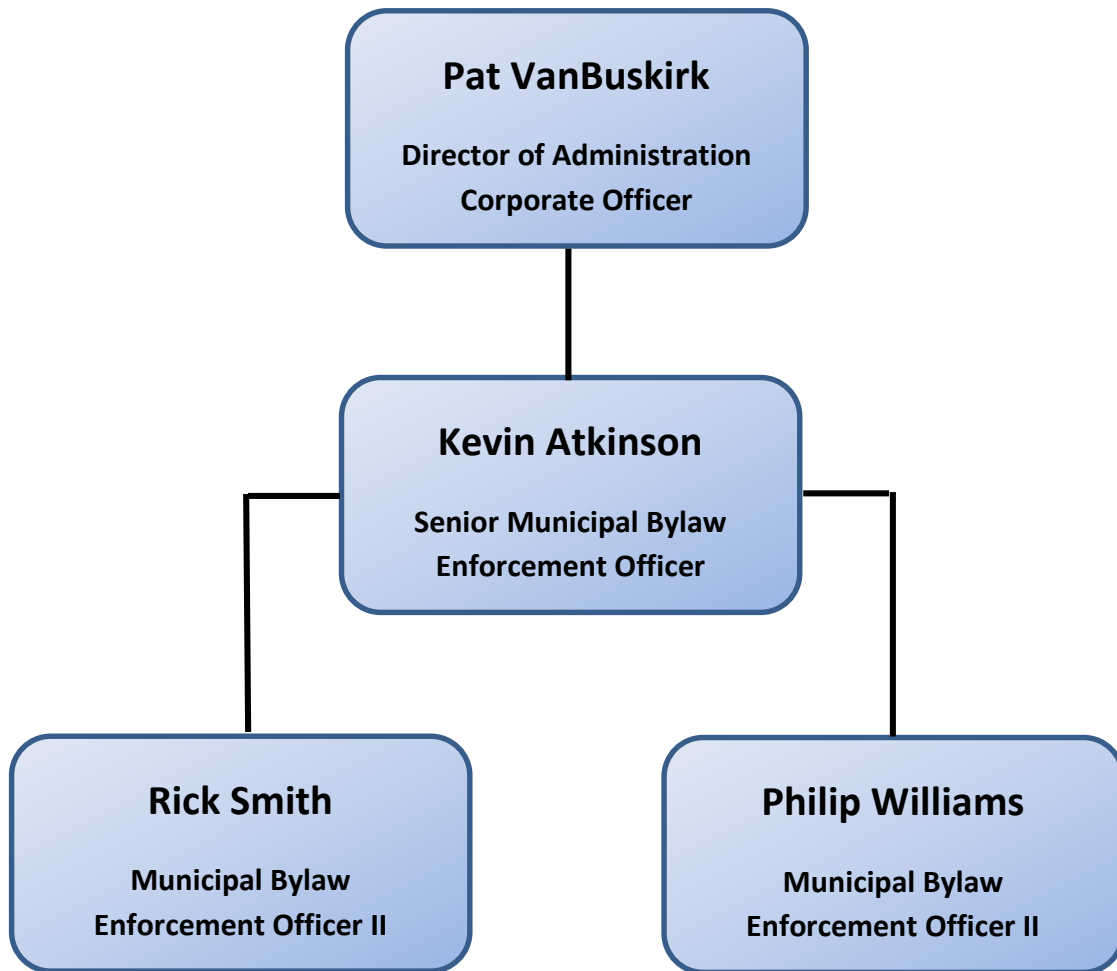 Pat VanBuskirk
Director of Administration
Corporate Officer
Kevin Atkinson
Senior Municipal Bylaw
Enforcement Officer
Rick Smith
Municipal Bylaw
Enforcement Officer II
Philip Williams
Municipal Bylaw
Enforcement Officer II